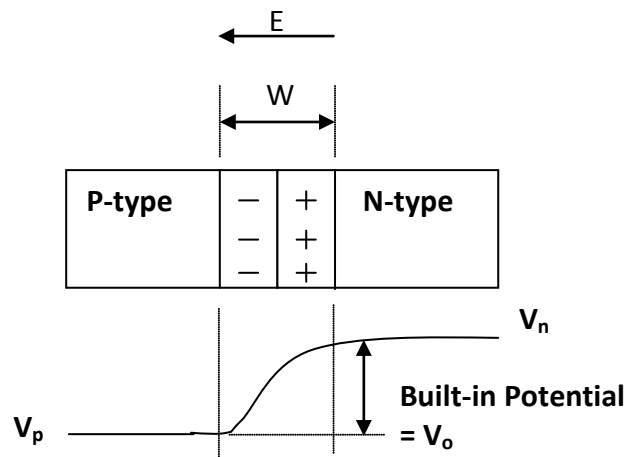 E
W
P-type − + N-type
− +
− +
Vn
Built-in Potential
Vp = Vo